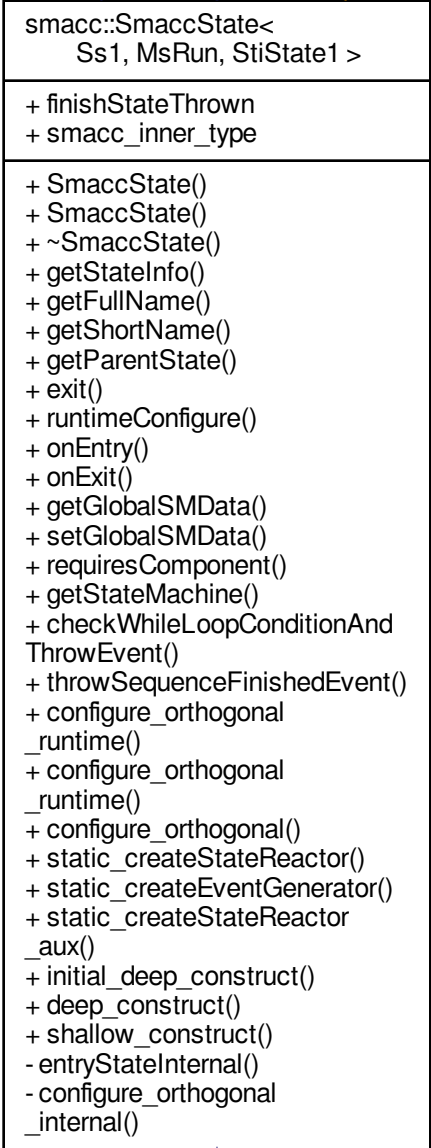 smacc::SmaccState<
Ss1, MsRun, StiState1 >
+ finishStateThrown
+ smacc_inner_type
+ SmaccState()
+ SmaccState()
+ ~SmaccState()
+ getStateInfo()
+ getFullName()
+ getShortName()
+ getParentState()
+ exit()
+ runtimeConfigure()
+ onEntry()
+ onExit()
+ getGlobalSMData()
+ setGlobalSMData()
+ requiresComponent()
+ getStateMachine()
+ checkWhileLoopConditionAnd
ThrowEvent()
+ throwSequenceFinishedEvent()
+ configure_orthogonal
_runtime()
+ configure_orthogonal
_runtime()
+ configure_orthogonal()
+ static_createStateReactor()
+ static_createEventGenerator()
+ static_createStateReactor
_aux()
+ initial_deep_construct()
+ deep_construct()
+ shallow_construct()
- entryStateInternal()
- configure_orthogonal
_internal()